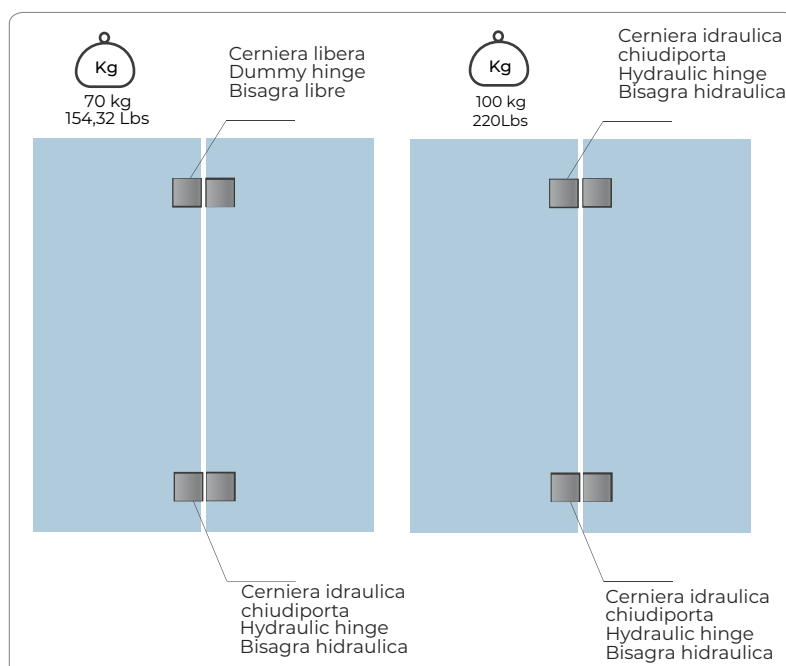 Kg
70 kg
154,32 Lbs
Cerniera libera
Dummy hinge
Bisagra libre
Kg
100 kg
220Lbs
Cerniera idraulica
chiudiporta
Hydraulic hinge
Bisagra hidraulica
Cerniera idraulica
chiudiporta
Hydraulic hinge
Bisagra hidraulica
Cerniera idraulica
chiudiporta
Hydraulic hinge
Bisagra hidraulica